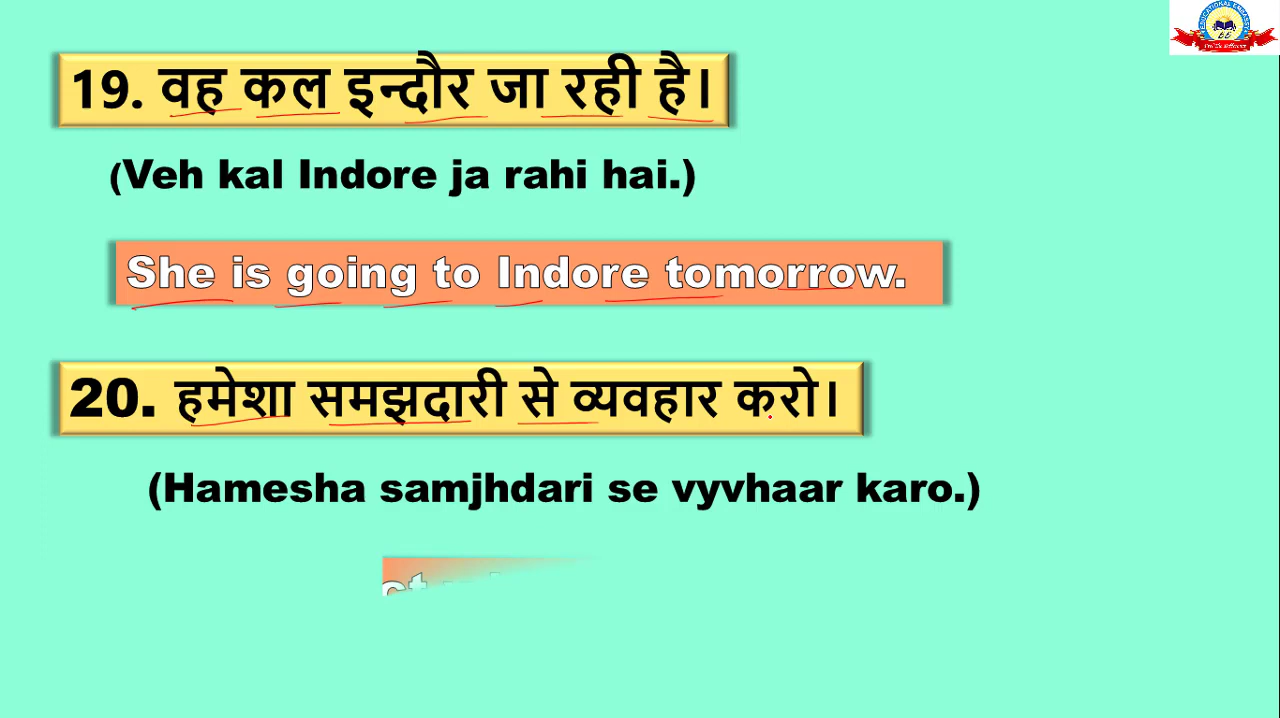 19. वह कल इन्दौर जा रही है।
(Veh kal Indore ja rahi hai.)
She is going to Indore tomorrow.
20. हमेशा समझदारी से व्यवहार करो।
(Hamesha samjhdari se vyvhaar karo.)